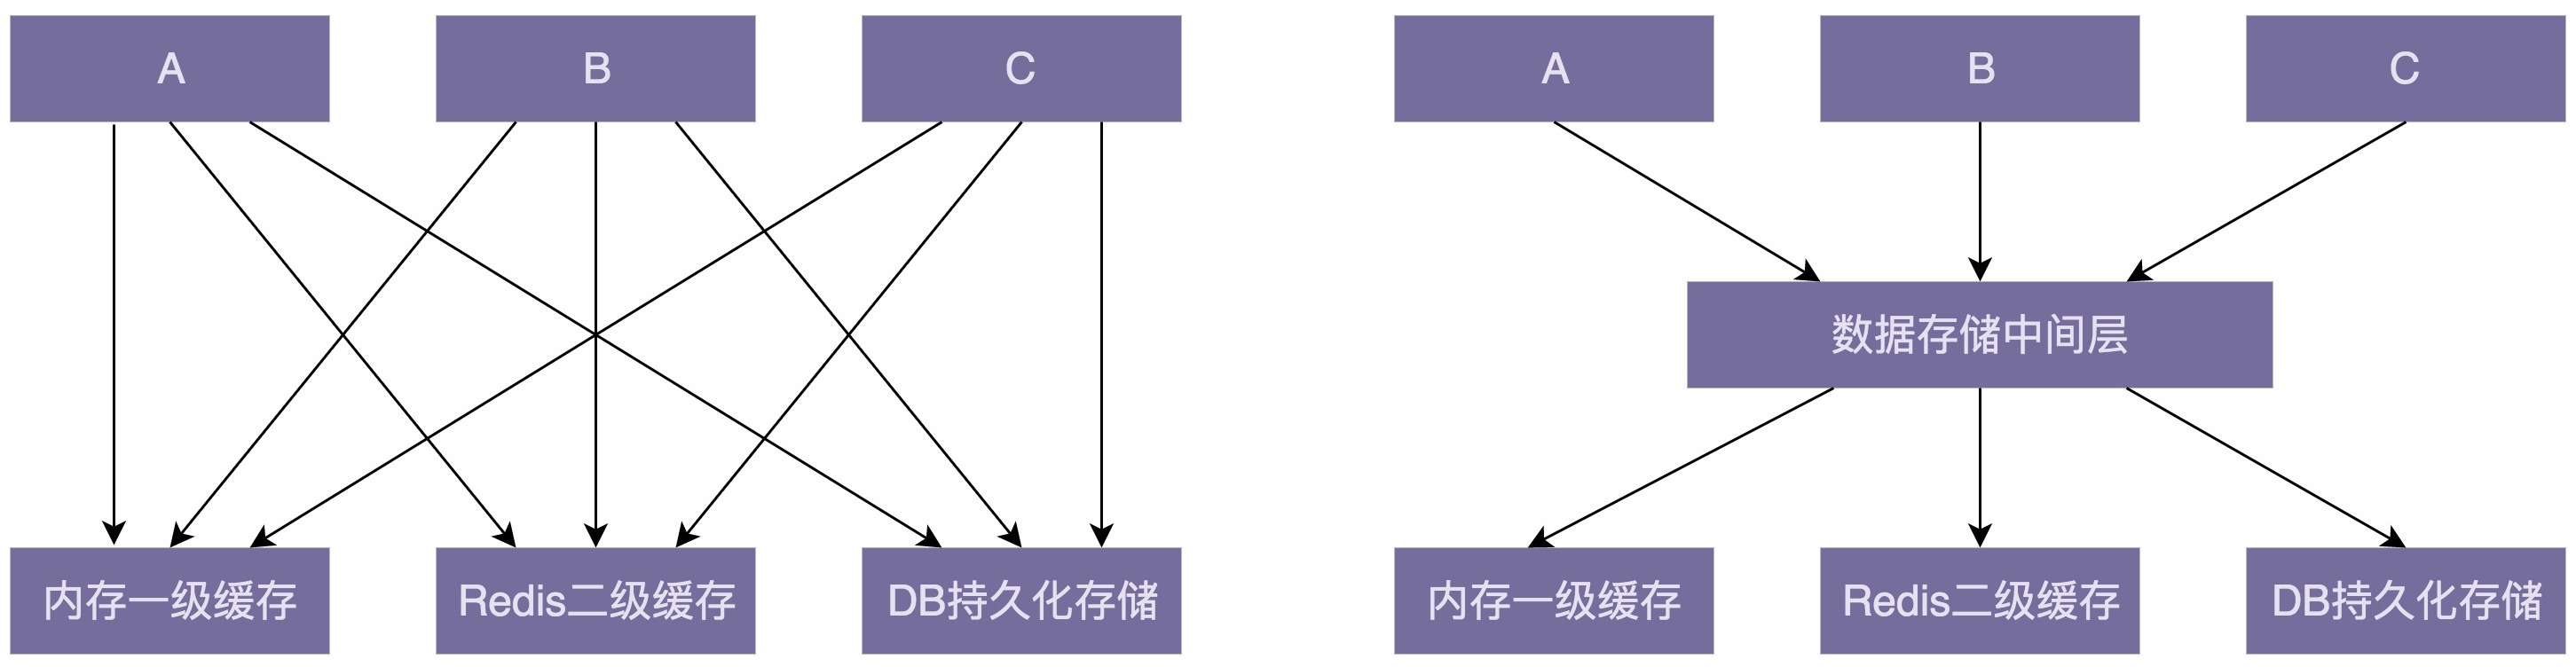 A
B
C
内存一级缓存
Redis二级缓存
DB持久化存储
A
B
C
数据存储中间层
内存一级缓存
Redis二级缓存
DB持久化存储